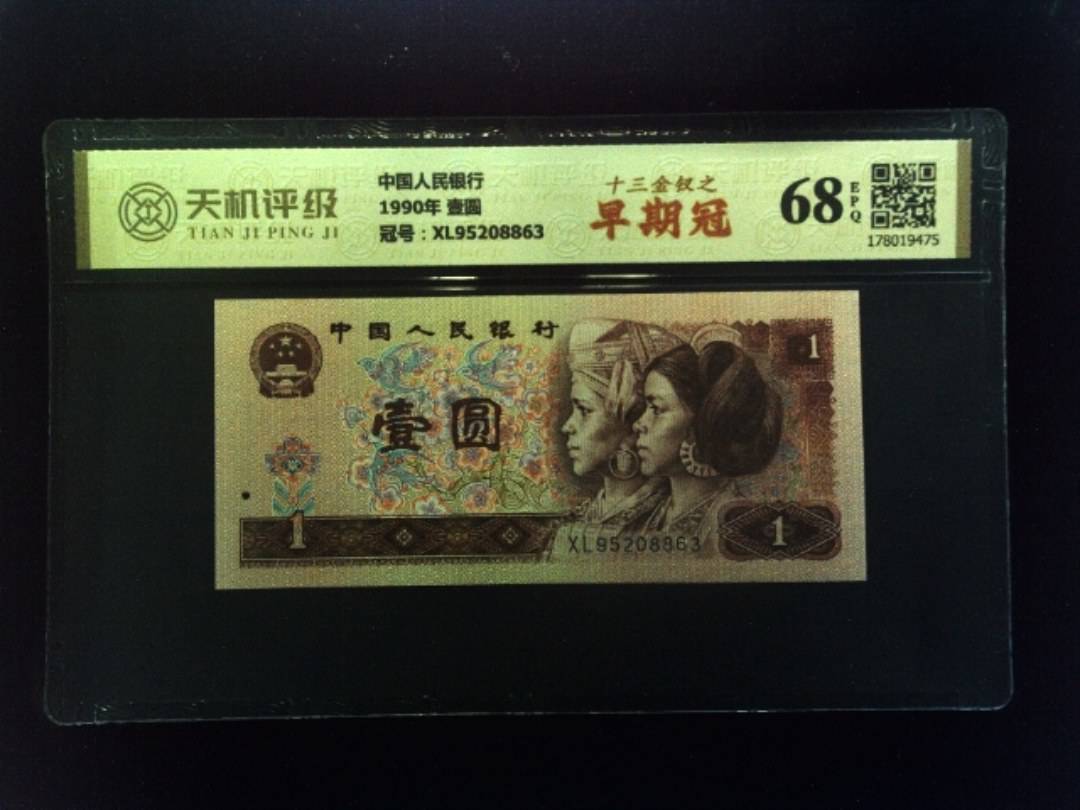 天机评级
TIAN JI PING JI
中国人民银行
1990年 壹圆
冠号：XL95208863
十三金钗之
早期冠
68
EPQ
178019475
中国人民银行
1
壹圆
1
XL95208863
1